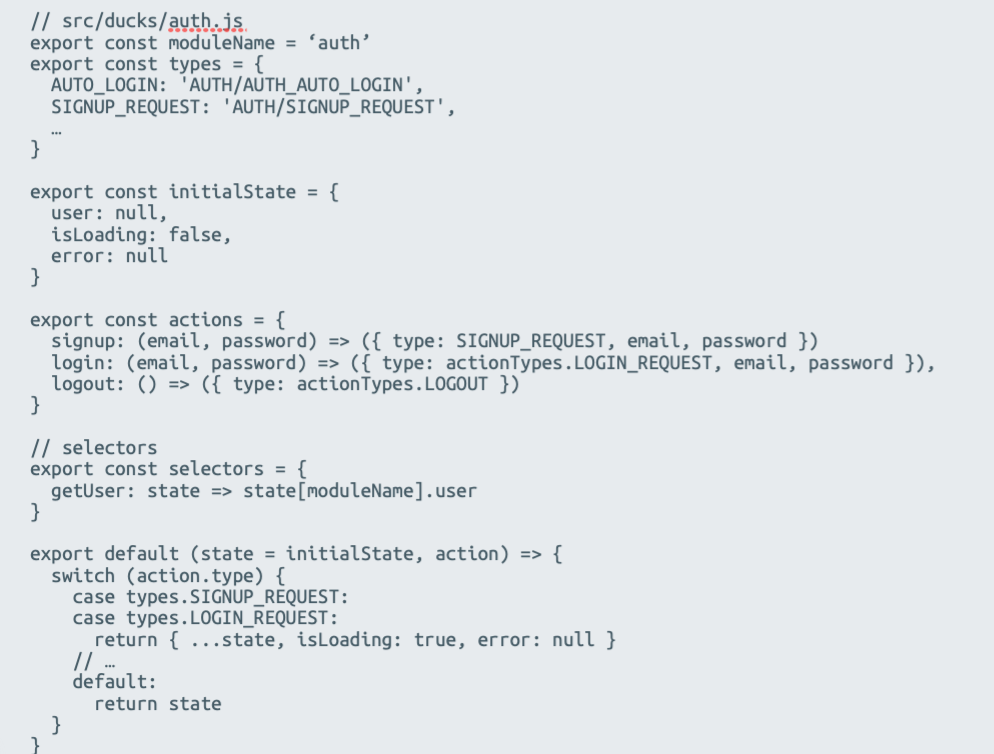 // src/ducks/auth.js
export const moduleName = ‘auth’
export const types = {
  AUTO_LOGIN: 'AUTH/AUTH_AUTO_LOGIN',
  SIGNUP_REQUEST: 'AUTH/SIGNUP_REQUEST',
  …
}

export const initialState = {
  user: null,
  isLoading: false,
  error: null
}

export const actions = {
  signup: (email, password) => ({ type: SIGNUP_REQUEST, email, password })
  login: (email, password) => ({ type: actionTypes.LOGIN_REQUEST, email, password }),
  logout: () => ({ type: actionTypes.LOGOUT })
}

// selectors
export const selectors = {
  getUser: state => state[moduleName].user
}

export default (state = initialState, action) => {
  switch (action.type) {
    case types.SIGNUP_REQUEST:
    case types.LOGIN_REQUEST:
      return { ...state, isLoading: true, error: null }
    // …
    default:
      return state
  }
}